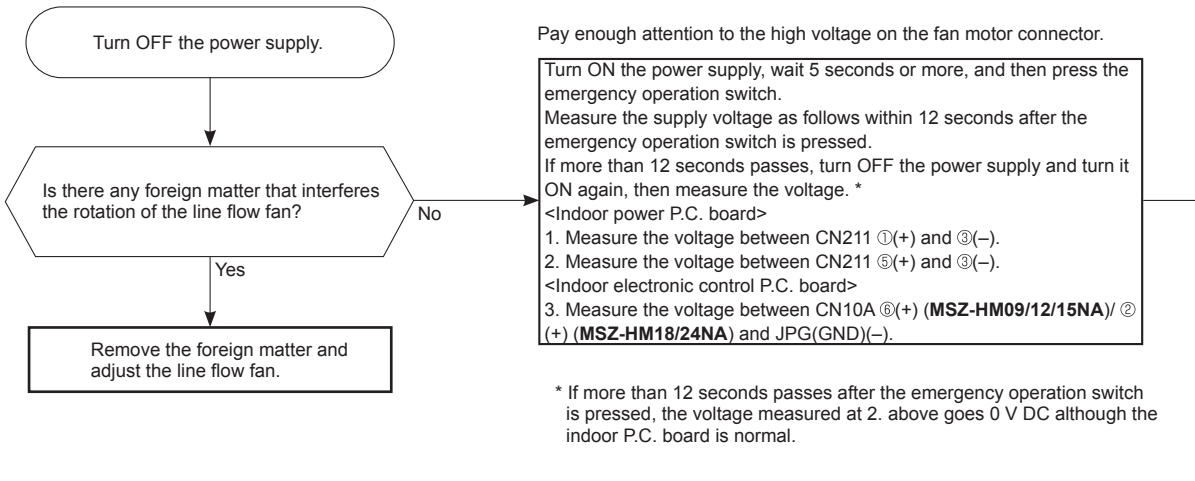 Turn OFF the power supply.
Is there any foreign matter that interferes
the rotation of the line flow fan?
No
Yes
Remove the foreign matter and
adjust the line flow fan.
Pay enough attention to the high voltage on the fan motor connector.
Turn ON the power supply, wait 5 seconds or more, and then press the
emergency operation switch.
Measure the supply voltage as follows within 12 seconds after the
emergency operation switch is pressed.
If more than 12 seconds passes, turn OFF the power supply and turn it
ON again, then measure the voltage. *
<Indoor power P.C. board>
1. Measure the voltage between CN211 ①(+) and ③(–).
2. Measure the voltage between CN211 ⑤(+) and ③(–).
<Indoor electronic control P.C. board>
3. Measure the voltage between CN10A ⑥(+) (MSZ-HM09/12/15NA)/ ②
(+) (MSZ-HM18/24NA) and JPG(GND)(–).
* If more than 12 seconds passes after the emergency operation switch
is pressed, the voltage measured at 2. above goes 0 V DC although the
indoor P.C. board is normal.